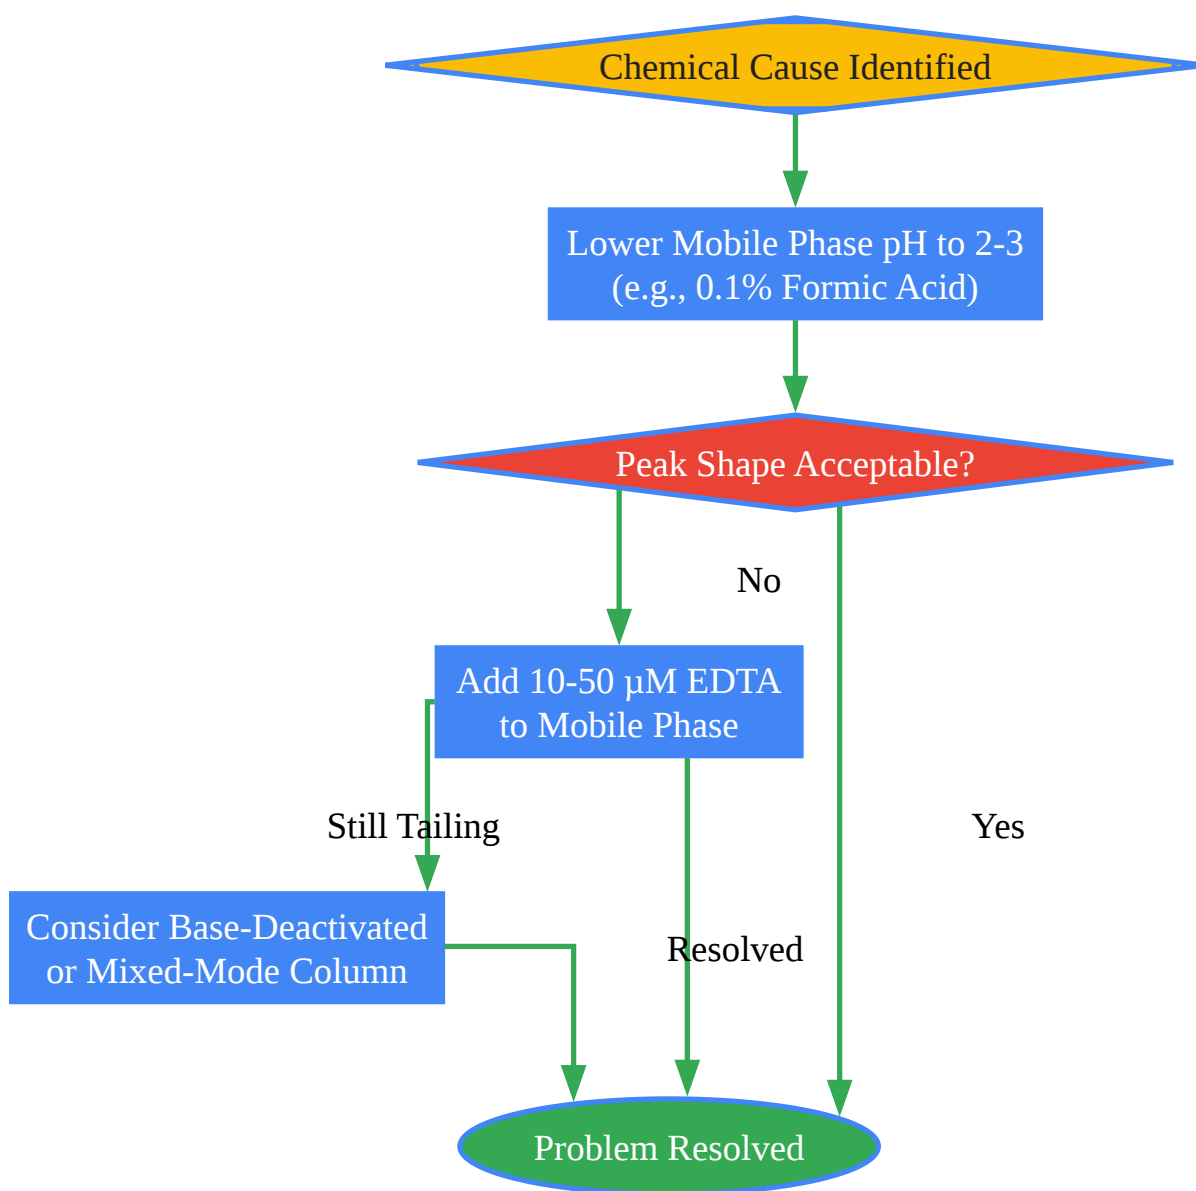 Chemical Cause Identified
Lower Mobile Phase pH to 2-3
(e.g., 0.1% Formic Acid)
Peak Shape Acceptable?
No
Add 10-50 µM EDTA
to Mobile Phase
Still Tailing
Yes
Consider Base-Deactivated
or Mixed-Mode Column
Resolved
Problem Resolved